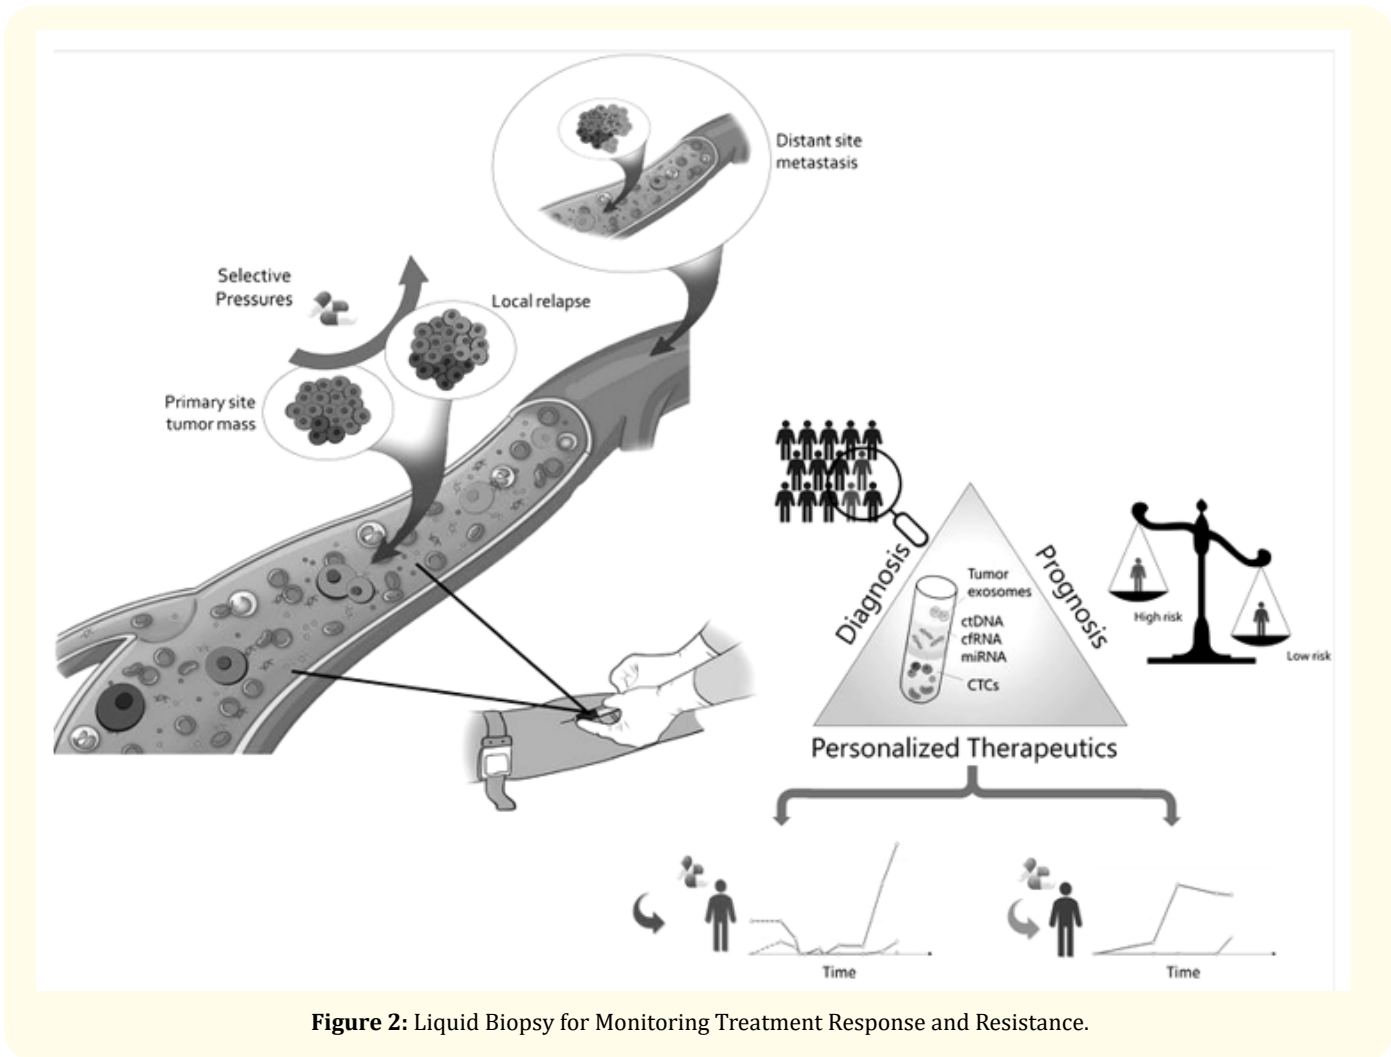 Distant site
metastasis
Selective
Pressures
Local relapse
Primary site
tumor mass
Diagnosis
Prognosis
Tumor
exosomes
ctDNA
cfRNA
miRNA
CTCs
High risk
Low risk
Personalized Therapeutics
Time
Time
Figure 2: Liquid Biopsy for Monitoring Treatment Response and Resistance.